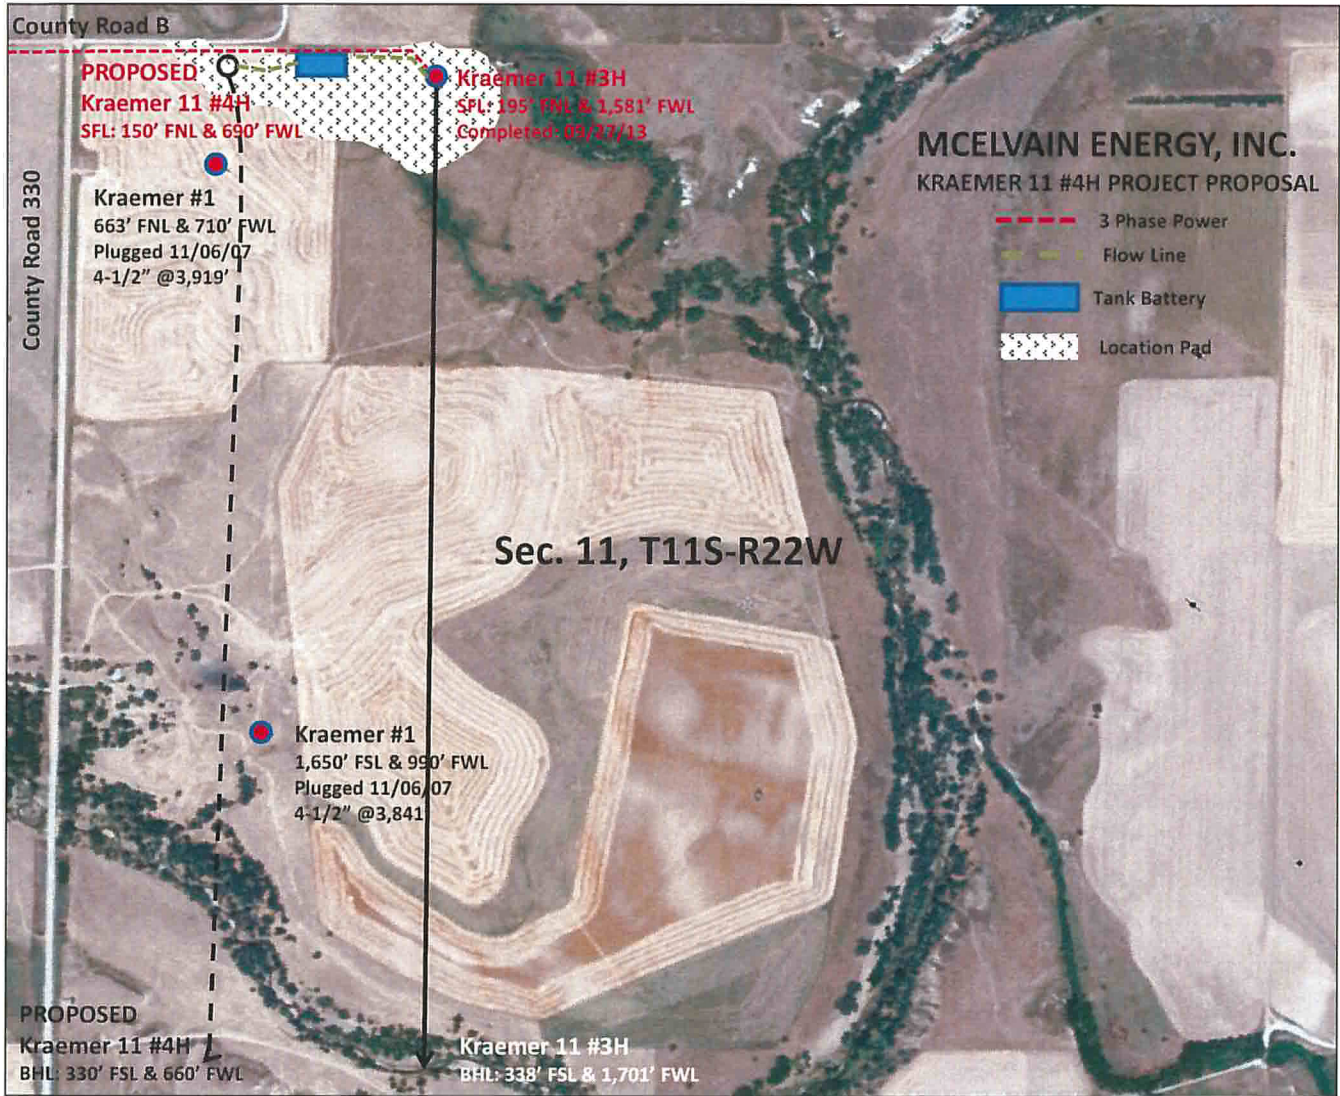 County Road B
PROPOSED
Kraemer 11 #4H
SFL: 150' FNL & 690' FWL
Kraemer 11 #3H
SFL: 195' FNL & 1,581' FWL
Completed: 09/27/13
MCELVAIN ENERGY, INC.
KRAEMER 11 #4H PROJECT PROPOSAL
3 Phase Power
Flow Line
Tank Battery
Location Pad
County Road 330
Kraemer #1
663' FNL & 710' FWL
Plugged 11/06/07
4-1/2" @3,919'
Sec. 11, T11S-R22W
Kraemer #1
1,650' FSL & 990' FWL
Plugged 11/06/07
4-1/2" @3,841'
PROPOSED
Kraemer 11 #4H
BHL: 330' FSL & 660' FWL
Kraemer 11 #3H
BHL: 338' FSL & 1,701' FWL